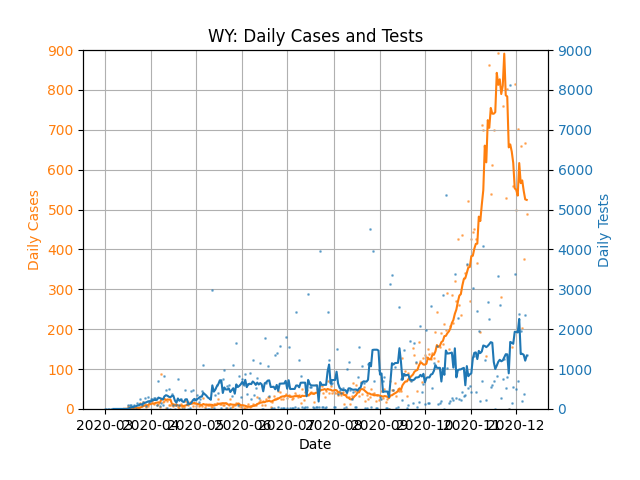 WY: Daily Cases and Tests
900 9000
800 8000
700 7000
600 6000
500 5000
400 4000
300 3000
200 2000
100 1000
0 0
Daily Cases
Daily Tests
2020-03 2020-04 2020-05 2020-06 2020-07 2020-08 2020-09 2020-10 2020-11 2020-12
Date